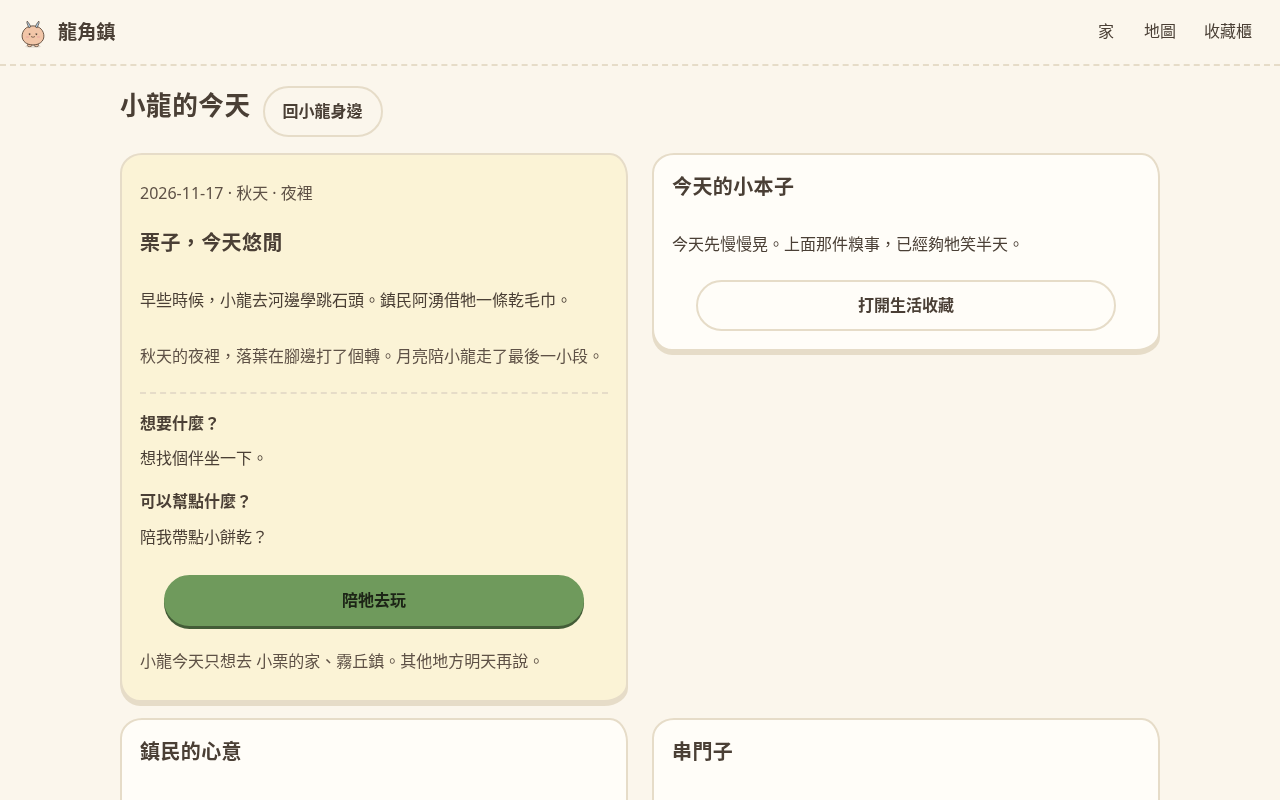 龍角鎮
家
地圖
收藏櫃
小龍的今天
回小龍身邊
2026-11-17 · 秋天 · 夜裡
栗子，今天悠閒
早些時候，小龍去河邊學跳石頭。鎮民阿湧借牠一條乾毛巾。
秋天的夜裡，落葉在腳邊打了個轉。月亮陪小龍走了最後一小段。
想要什麼？
想找個伴坐一下。
可以幫點什麼？
陪我帶點小餅乾？
陪牠去玩
小龍今天只想去 小栗的家、霧丘鎮。其他地方明天再說。
今天的小本子
今天先慢慢晃。上面那件糗事，已經夠牠笑半天。
打開生活收藏
鎮民的心意
串門子